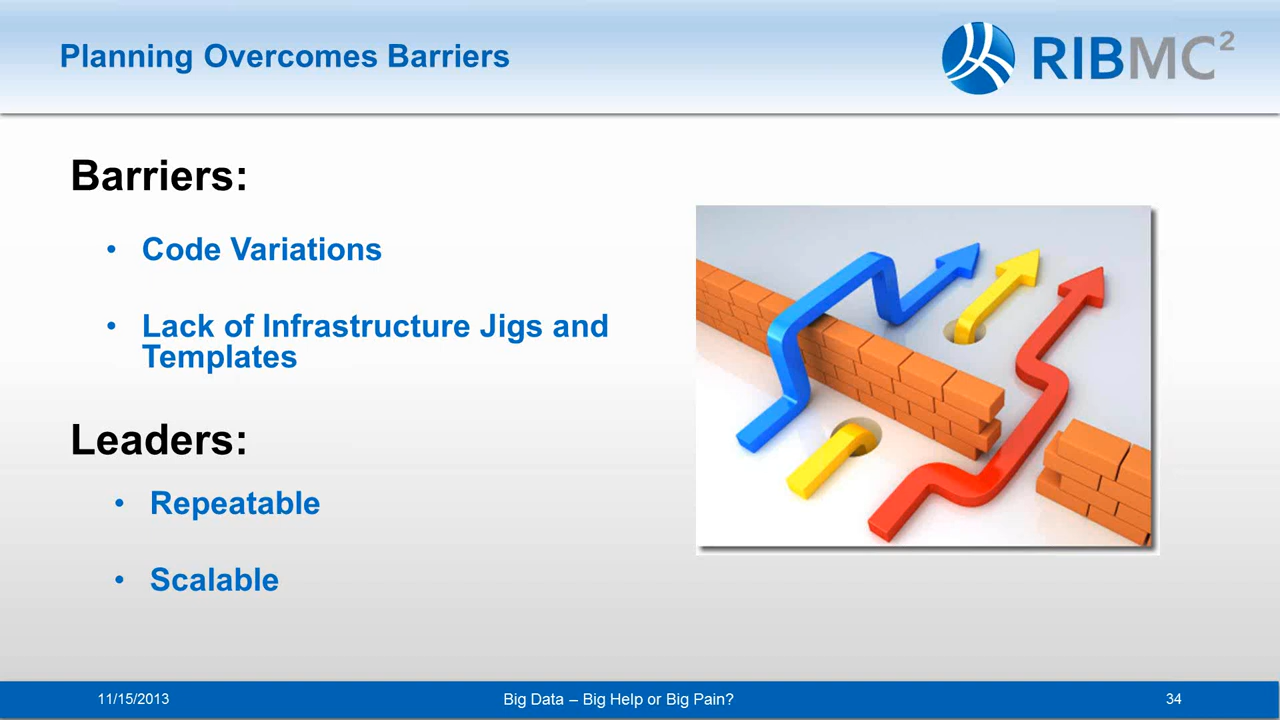 Planning Overcomes Barriers
RIBMC²
Barriers:
• Code Variations
• Lack of Infrastructure Jigs and
Templates
Leaders:
• Repeatable
• Scalable
11/15/2013
Big Data – Big Help or Big Pain?
34